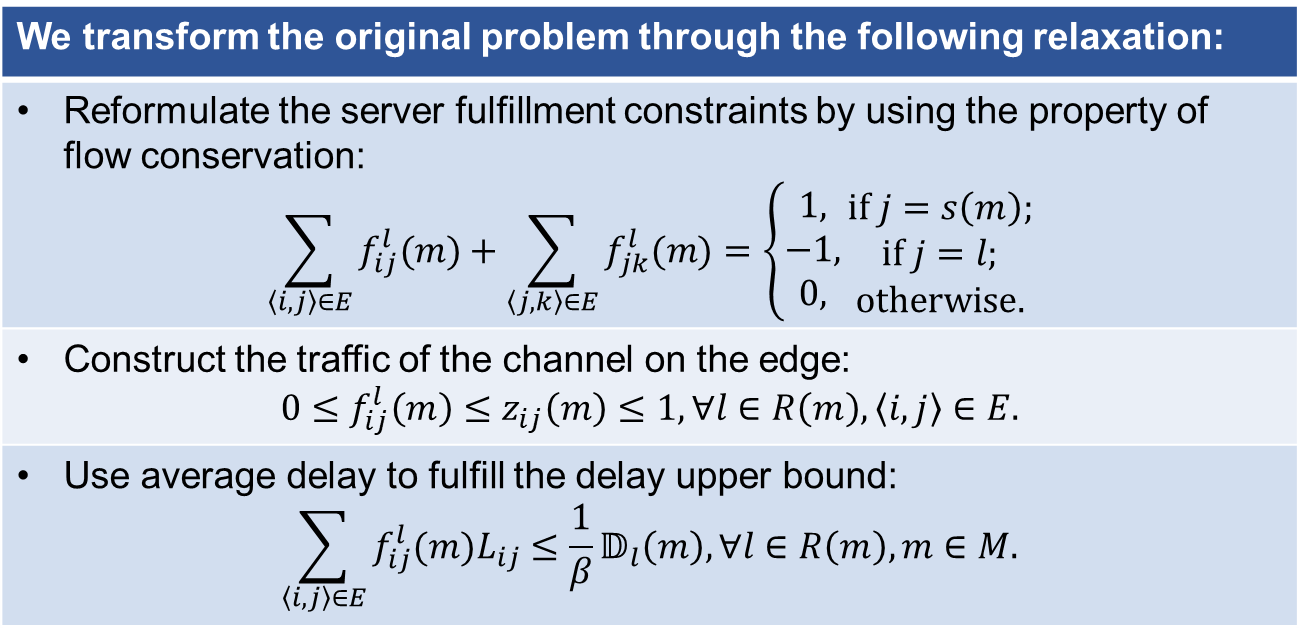 We transform the original problem through the following relaxation:
• Reformulate the server fulfillment constraints by using the property of
flow conservation:
∑_{⟨i,j⟩∈E} f_{ij}^{l}(m) + ∑_{⟨j,k⟩∈E} f_{jk}^{l}(m) = { 1, if j = s(m);
−1, if j = l;
0, otherwise.
• Construct the traffic of the channel on the edge:
0 ≤ f_{ij}^{l}(m) ≤ z_{ij}(m) ≤ 1, ∀l ∈ R(m), ⟨i,j⟩ ∈ E.
• Use average delay to fulfill the delay upper bound:
∑_{⟨i,j⟩∈E} f_{ij}^{l}(m)L_{ij} ≤ \frac{1}{β} 𝔻_{l}(m), ∀l ∈ R(m), m ∈ M.